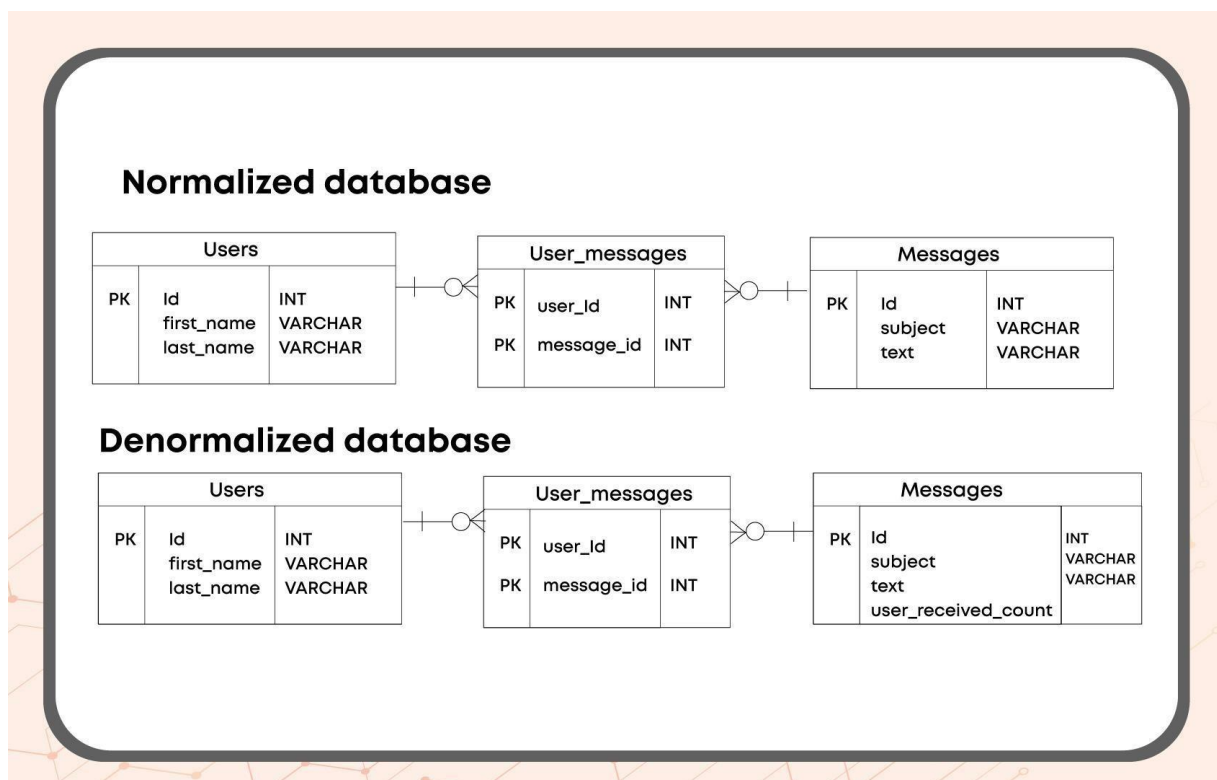 Normalized database
Users
PK Id INT
first_name VARCHAR
last_name VARCHAR
User_messages
PK user_Id INT
PK message_id INT
Messages
PK Id INT
subject VARCHAR
text VARCHAR
Denormalized database
Users
PK Id INT
first_name VARCHAR
last_name VARCHAR
User_messages
PK user_Id INT
PK message_id INT
Messages
PK Id INT
subject VARCHAR
text VARCHAR
user_received_count